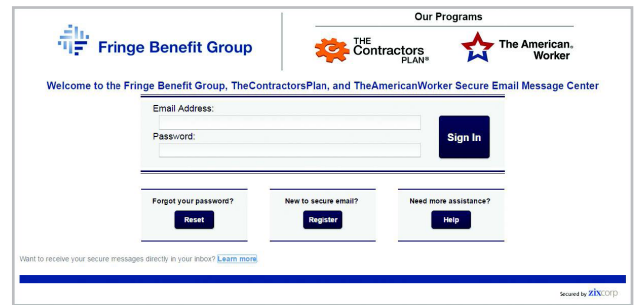 Fringe Benefit Group
Our Programs
THE
Contractors
PLAN®
The American®
Worker
Welcome to the Fringe Benefit Group, TheContractorsPlan, and TheAmericanWorker Secure Email Message Center
Email Address:
Password:
Sign In
Forgot your password?
Reset
New to secure email?
Register
Need more assistance?
Help
Want to receive your secure messages directly in your inbox? Learn more
Secured by zixcorp